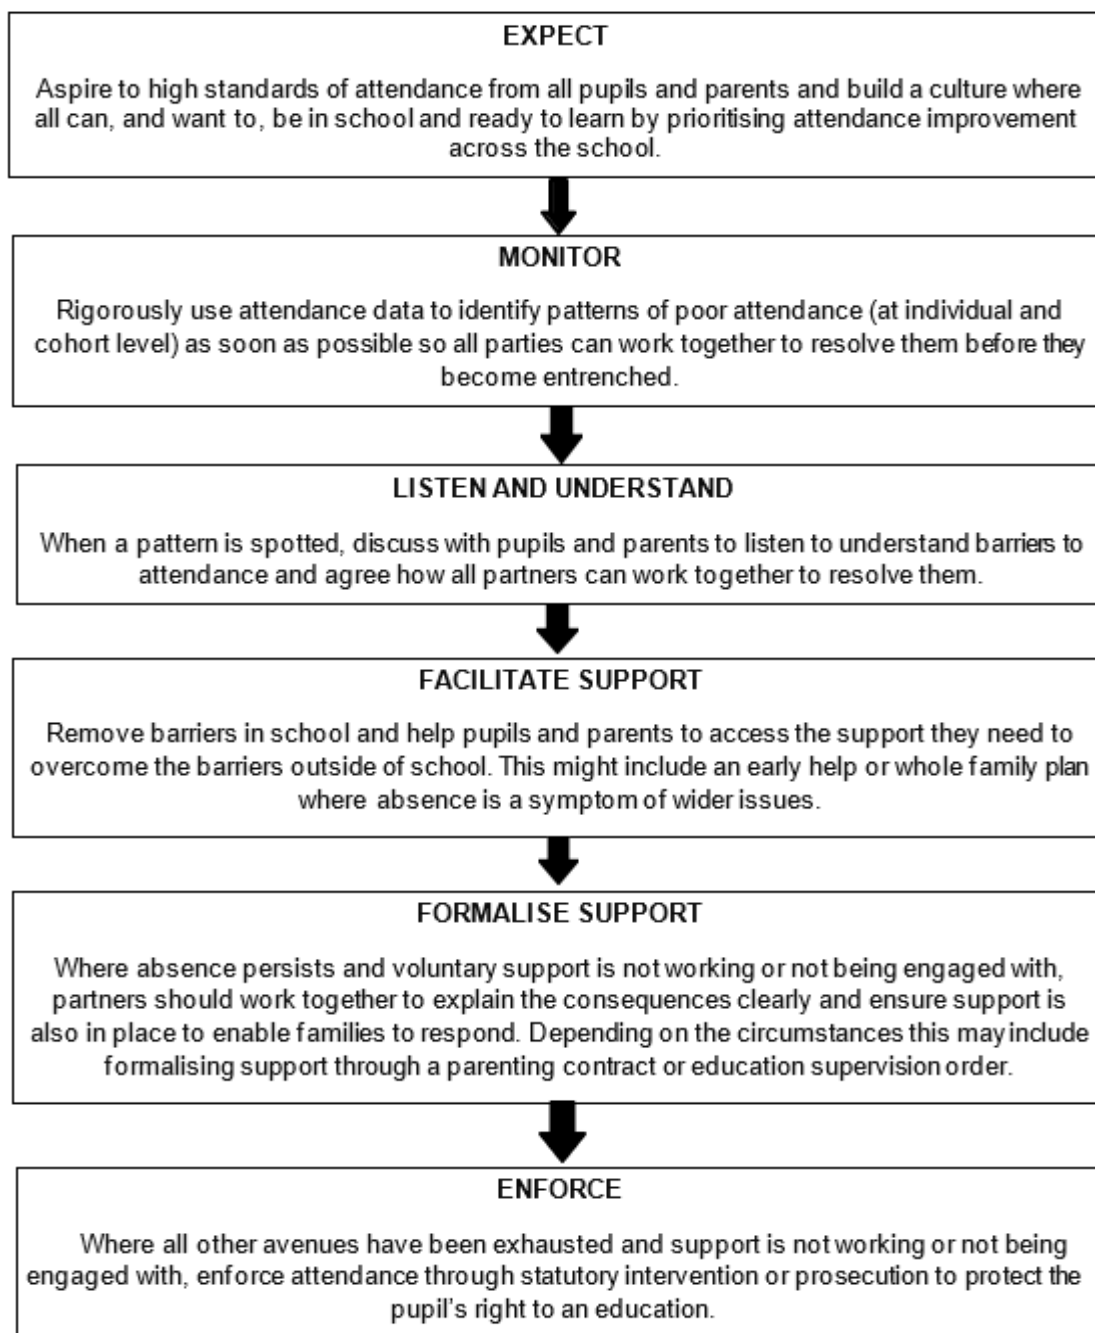 EXPECT
Aspire to high standards of attendance from all pupils and parents and build a culture where
all can, and want to, be in school and ready to learn by prioritising attendance improvement
across the school.
MONITOR
Rigorously use attendance data to identify patterns of poor attendance (at individual and
cohort level) as soon as possible so all parties can work together to resolve them before they
become entrenched.
LISTEN AND UNDERSTAND
When a pattern is spotted, discuss with pupils and parents to listen to understand barriers to
attendance and agree how all partners can work together to resolve them.
FACILITATE SUPPORT
Remove barriers in school and help pupils and parents to access the support they need to
overcome the barriers outside of school. This might include an early help or whole family plan
where absence is a symptom of wider issues.
FORMALISE SUPPORT
Where absence persists and voluntary support is not working or not being engaged with,
partners should work together to explain the consequences clearly and ensure support is
also in place to enable families to respond. Depending on the circumstances this may include
formalising support through a parenting contract or education supervision order.
ENFORCE
Where all other avenues have been exhausted and support is not working or not being
engaged with, enforce attendance through statutory intervention or prosecution to protect the
pupil's right to an education.